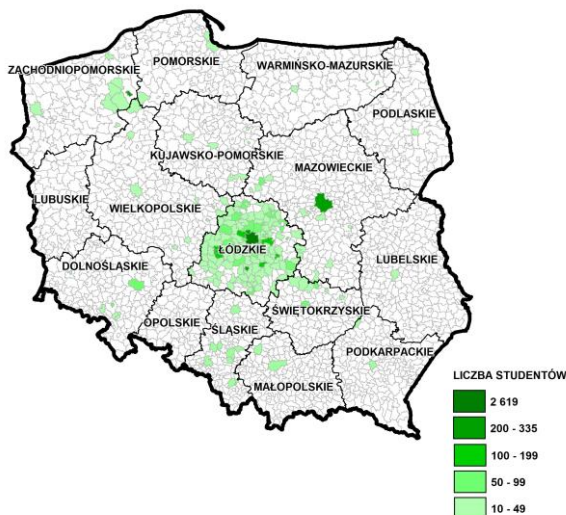 POMORSKIE
ZACHODNIOPOMORSKIE
WARMIŃSKO-MAZURSKIE
PODLASKIE
KUJAWSKO-POMORSKIE
MAZOWIECKIE
LUBUSKIE
WIELKOPOLSKIE
ŁÓDZKIE
LUBELSKIE
DOLNOŚLĄSKIE
ŚWIĘTOKRZYSKIE
OPOLSKIE
ŚLĄSKIE
PODKARPACKIE
MAŁOPOLSKIE
LICZBA STUDENTÓW
2 619
200 - 335
100 - 199
50 - 99
10 - 49